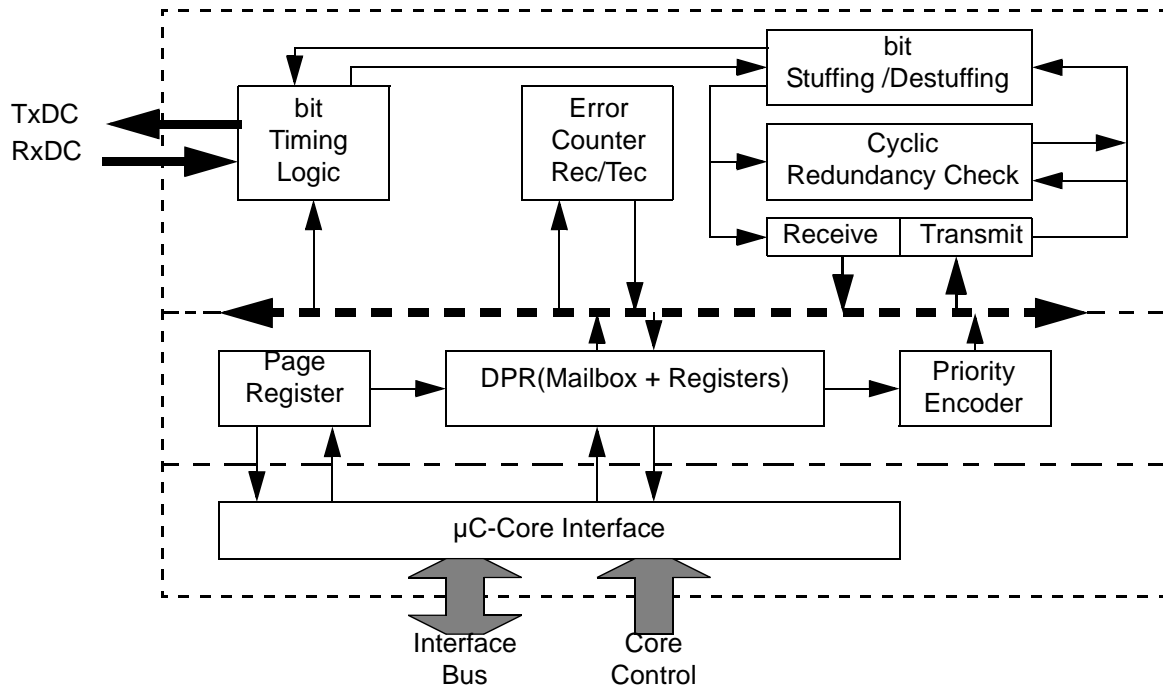 bit
Stuffing /Destuffing
TxDC
RxDC
bit
Timing
Logic
Error
Counter
Rec/Tec
Cyclic
Redundancy Check
Receive
Transmit
Page
Register
DPR(Mailbox + Registers)
Priority
Encoder
µC-Core Interface
Interface
Bus
Core
Control